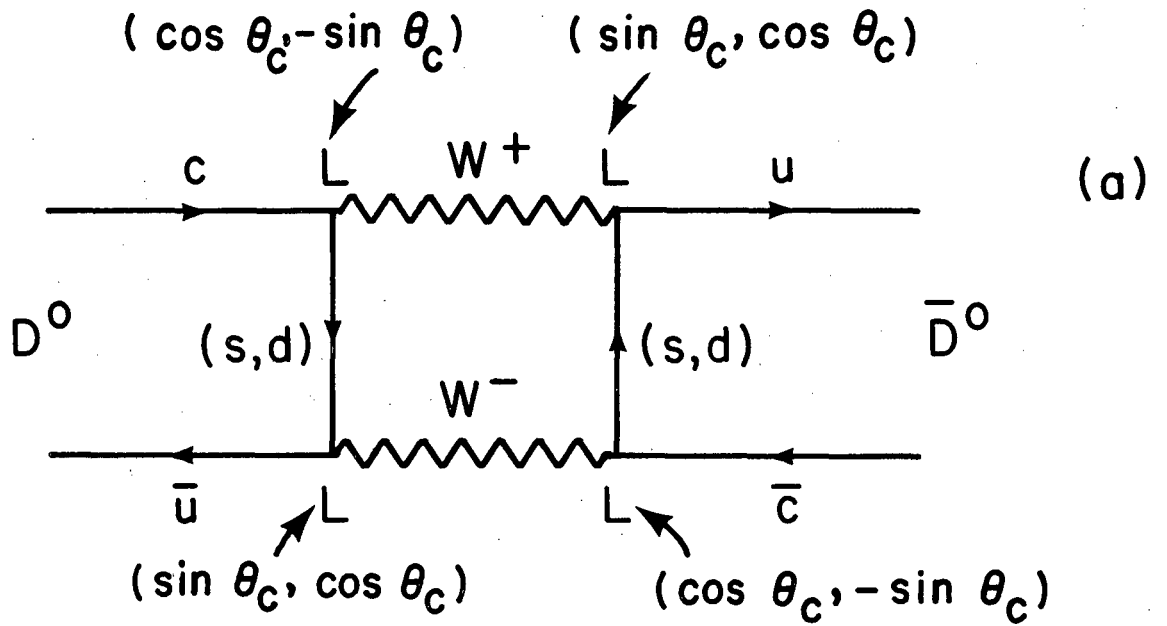 (cos θc, -sin θc) (sin θc, cos θc)
c L W+ L u (a)
D⁰ (s,d) (s,d) D̅⁰
W−
u̅ L L c̅
(sin θc, cos θc) (cos θc, -sin θc)